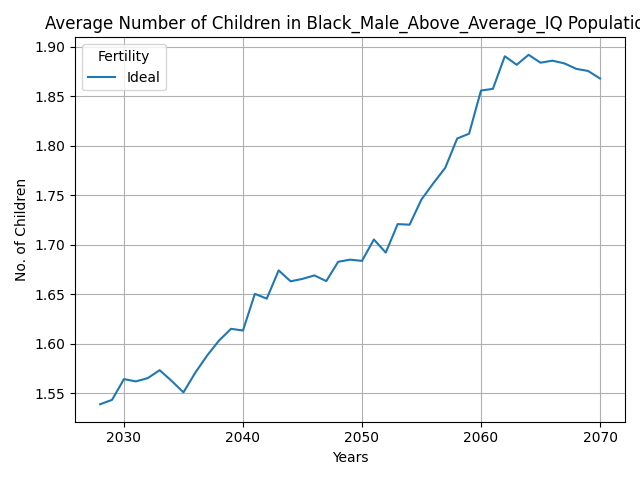 Average Number of Children in Black_Male_Above_Average_IQ Populatio
Fertility
Ideal
No. of Children
1.90
1.85
1.80
1.75
1.70
1.65
1.60
1.55
2030 2040 2050 2060 2070
Years